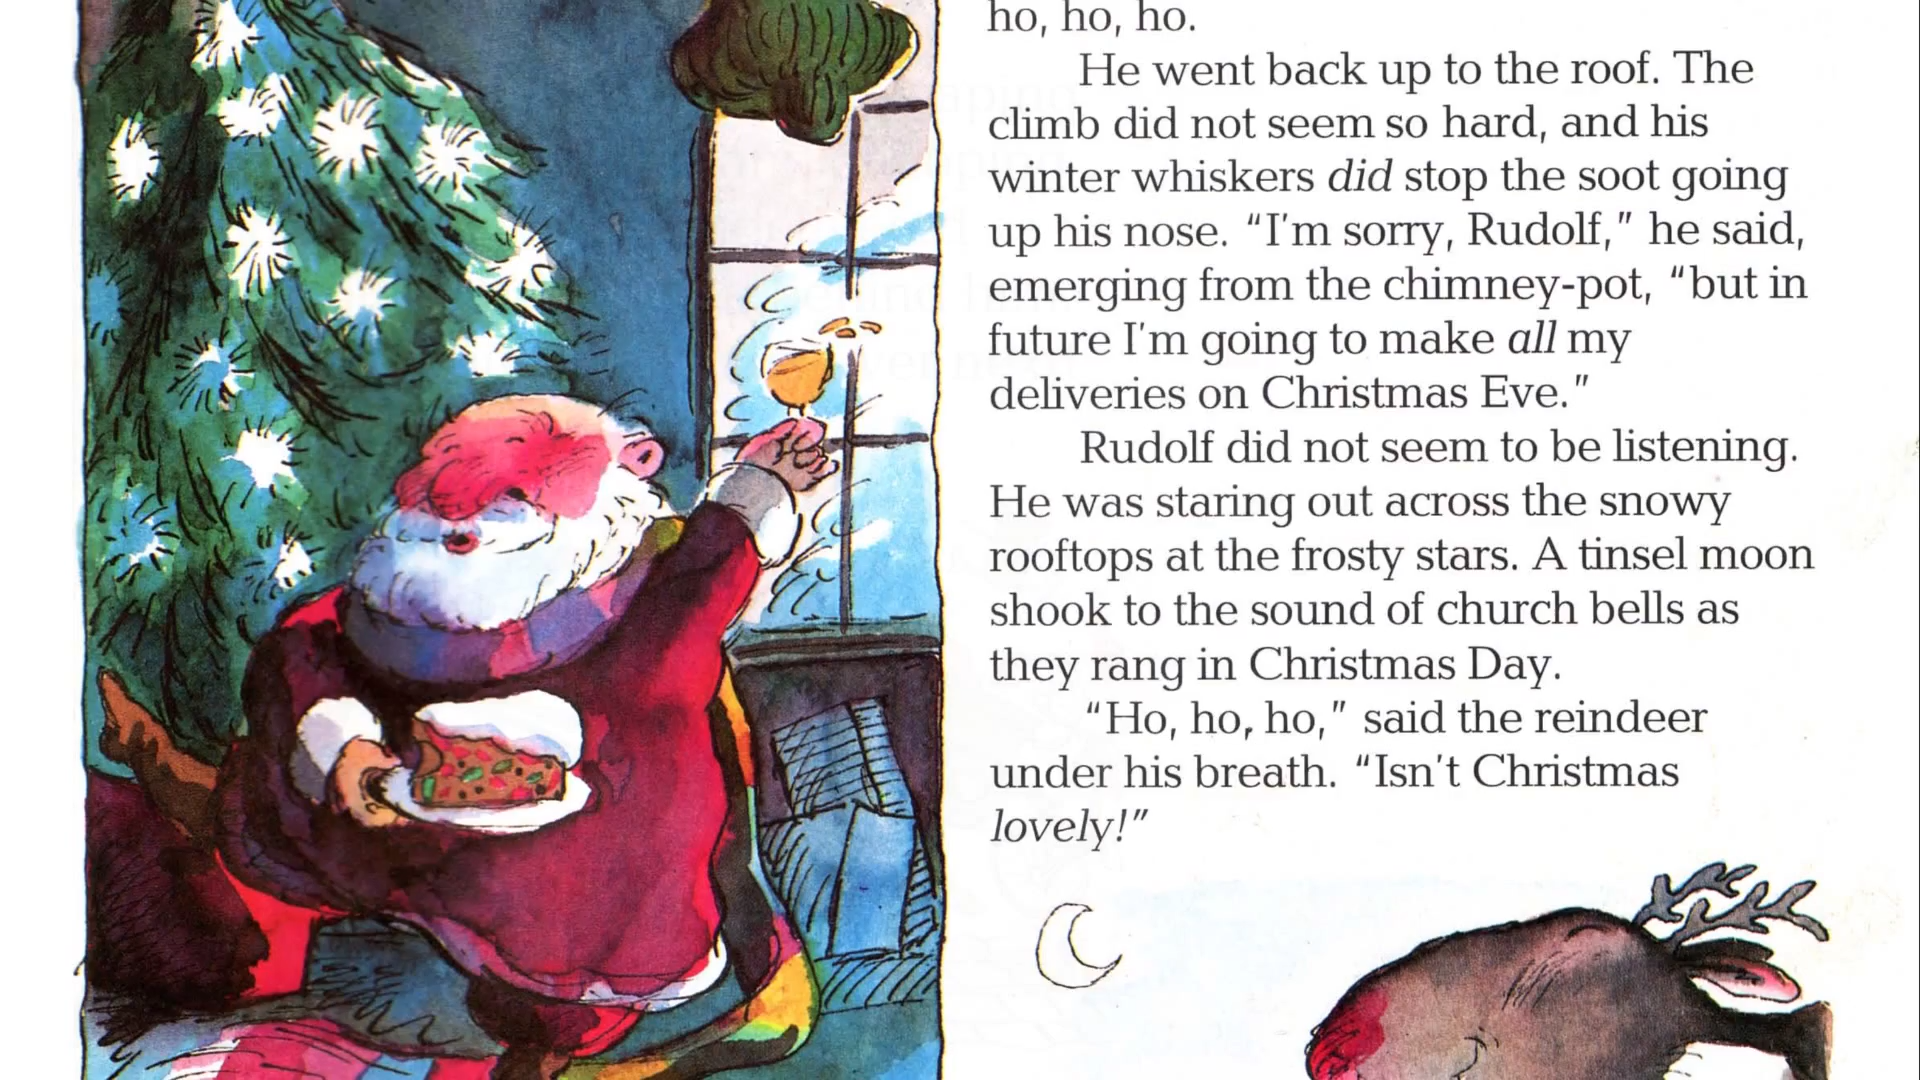 ho, ho, ho.
He went back up to the roof. The
climb did not seem so hard, and his
winter whiskers did stop the soot going
up his nose. “I'm sorry, Rudolf,” he said,
emerging from the chimney-pot, “but in
future I'm going to make all my
deliveries on Christmas Eve.”
Rudolf did not seem to be listening.
He was staring out across the snowy
rooftops at the frosty stars. A tinsel moon
shook to the sound of church bells as
they rang in Christmas Day.
“Ho, ho, ho,” said the reindeer
under his breath. “Isn't Christmas
lovely!”